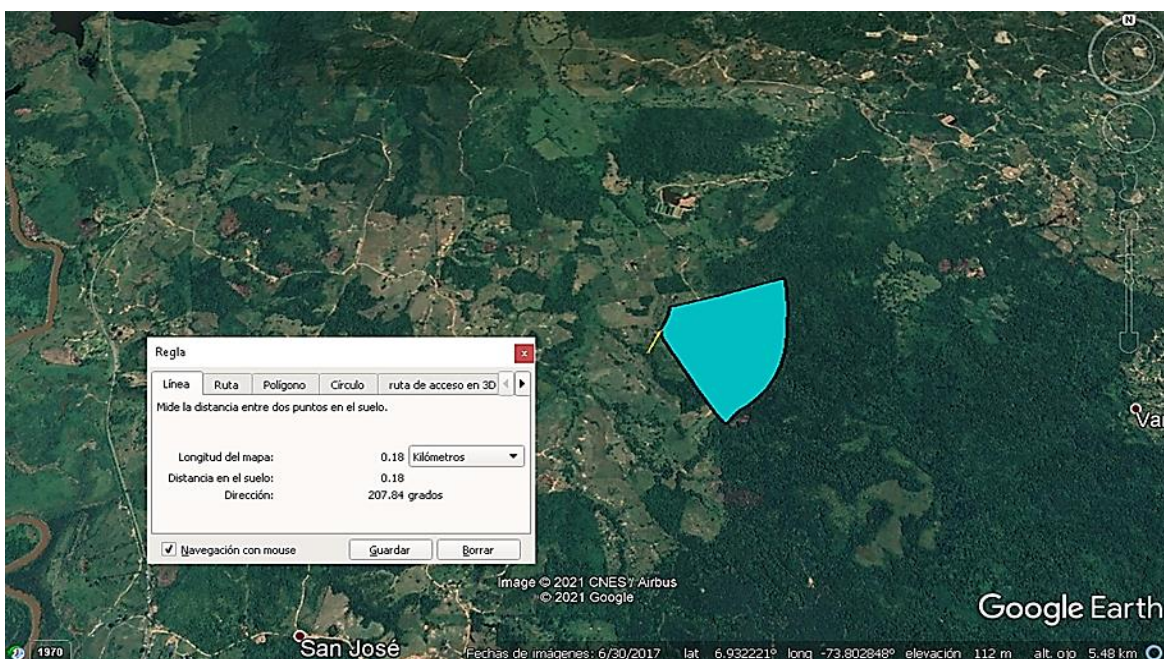 N
Regla
x
Línea Ruta Polígono Círculo ruta de acceso en 3D
Mide la distancia entre dos puntos en el suelo.
Longitud del mapa: 0.18 Kilómetros
Distancia en el suelo: 0.18
Dirección: 207.84 grados
Navegación con mouse Guardar Borrar
Var
Image © 2021 CNES / Airbus
© 2021 Google
Google Earth
San José
1970 Fechas de imágenes: 6/30/2017 lat 6.932221° long -73.802848° elevación 112 m alt. ojo 5.48 km